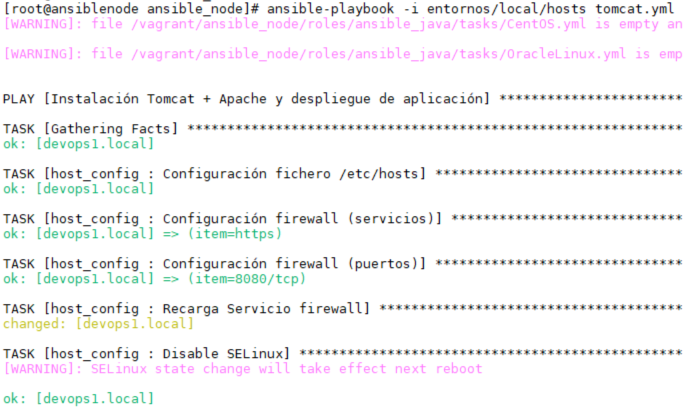 [root@ansiblenode ansible_node]# ansible-playbook -i entornos/local/hosts tomcat.yml
[WARNING]: file /vagrant/ansible_node/roles/ansible_java/tasks/CentOS.yml is empty an
[WARNING]: file /vagrant/ansible_node/roles/ansible_java/tasks/OracleLinux.yml is emp
PLAY [Instalación Tomcat + Apache y despliegue de aplicación] ***********************
TASK [Gathering Facts] **************************************************************
ok: [devops1.local]
TASK [host_config : Configuración fichero /etc/hosts] *******************************
ok: [devops1.local]
TASK [host_config : Configuración firewall (servicios)] *****************************
ok: [devops1.local] => (item=https)
TASK [host_config : Configuración firewall (puertos)] *******************************
ok: [devops1.local] => (item=8080/tcp)
TASK [host_config : Recarga Servicio firewall] **************************************
changed: [devops1.local]
TASK [host_config : Disable SELinux] ************************************************
[WARNING]: SELinux state change will take effect next reboot
ok: [devops1.local]